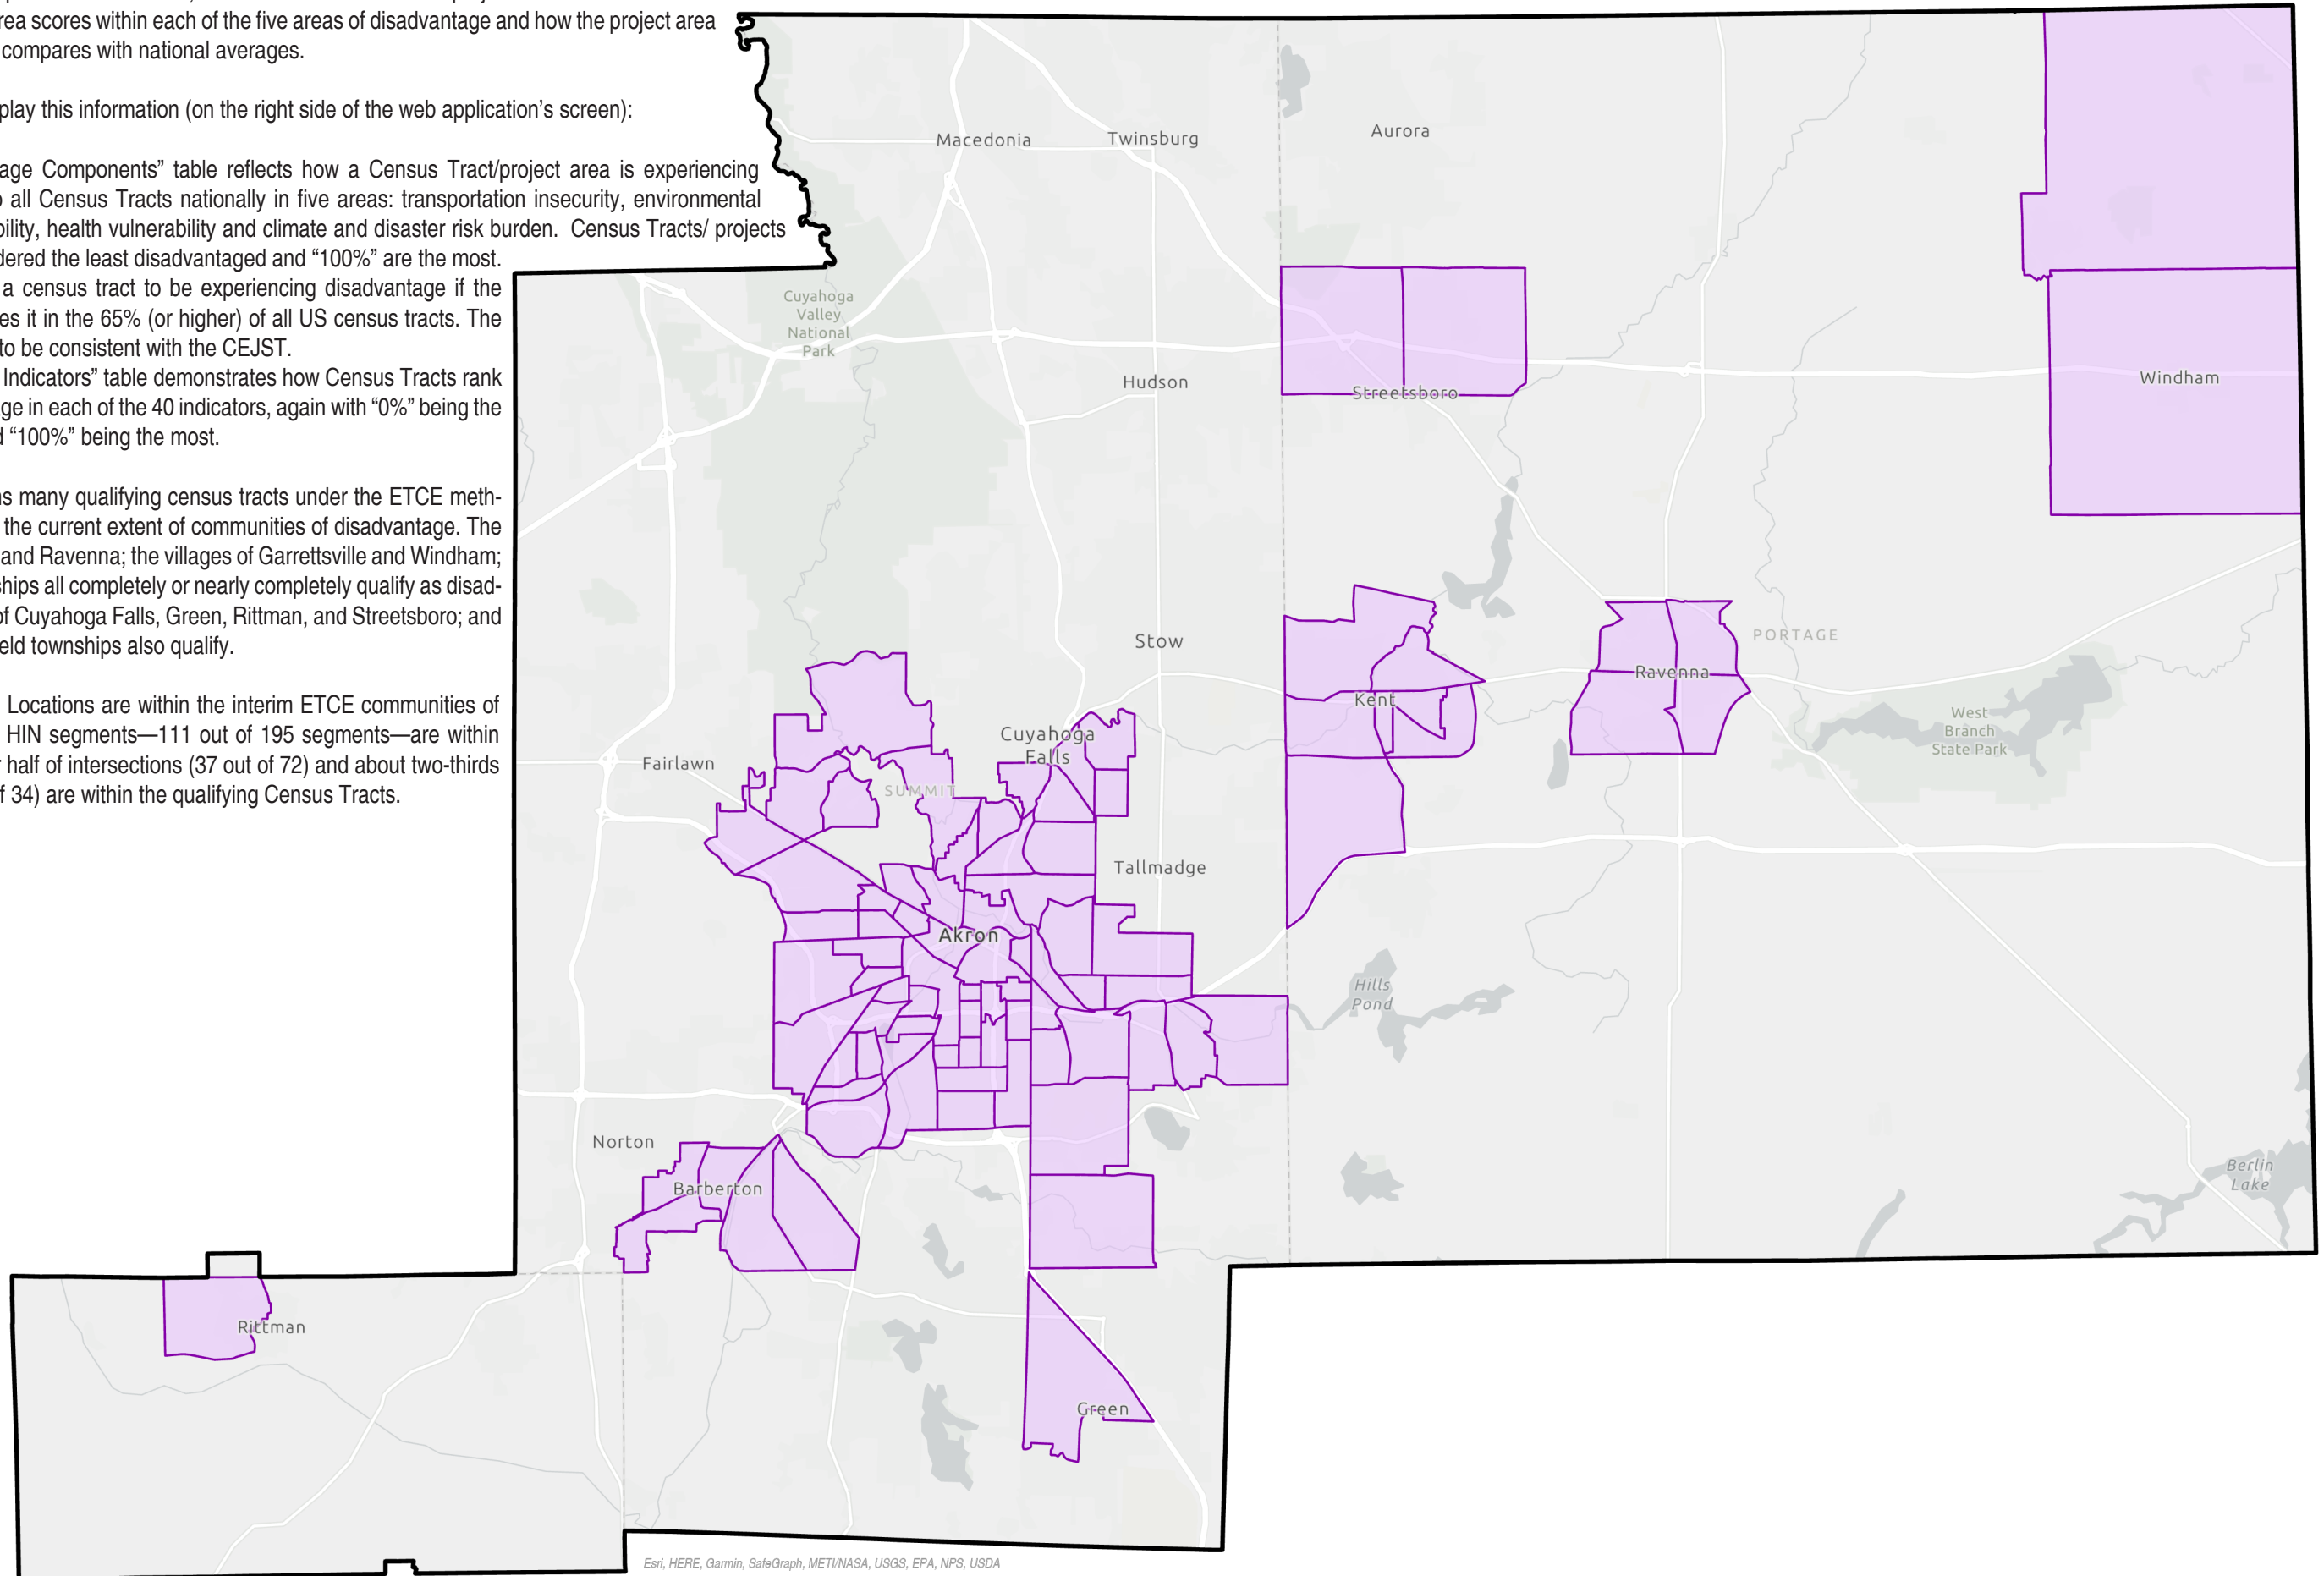 rea scores within each of the five areas of disadvantage and how the project area
compares with national averages.
play this information (on the right side of the web application's screen):
age Components” table reflects how a Census Tract/project area is experiencing
all Census Tracts nationally in five areas: transportation insecurity, environmental
bility, health vulnerability and climate and disaster risk burden. Census Tracts/ projects
dered the least disadvantaged and “100%” are the most.
a census tract to be experiencing disadvantage if the
es it in the 65% (or higher) of all US census tracts. The
to be consistent with the CEJST.
Indicators” table demonstrates how Census Tracts rank
ge in each of the 40 indicators, again with “0%” being the
d “100%” being the most.
ns many qualifying census tracts under the ETCE meth-
the current extent of communities of disadvantage. The
and Ravenna; the villages of Garrettsville and Windham;
ships all completely or nearly completely qualify as disad-
of Cuyahoga Falls, Green, Rittman, and Streetsboro; and
eld townships also qualify.
Locations are within the interim ETCE communities of
HIN segments—111 out of 195 segments—are within
r half of intersections (37 out of 72) and about two-thirds
f 34) are within the qualifying Census Tracts.
Macedonia
Twinsburg
Aurora
Cuyahoga
Valley
National
Park
Hudson
Streetsboro
Windham
Stow
PORTAGE
Ravenna
Kent
West
Branch
State Park
Cuyahoga
Falls
Fairlawn
SUMMIT
Tallmadge
Akron
Hills
Pond
Norton
Barberton
Berlin
Lake
Rittman
Green
Esri, HERE, Garmin, SafeGraph, METI/NASA, USGS, EPA, NPS, USDA